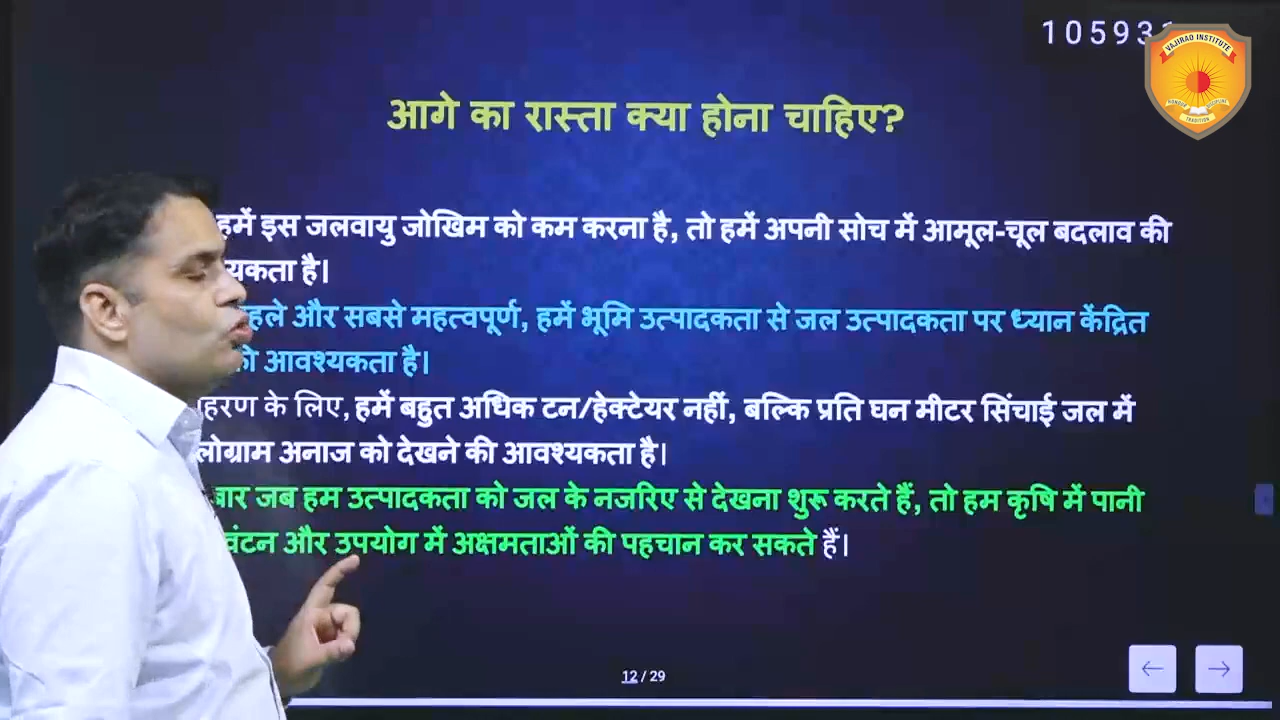 10593
VAJIRAO INSTITUTE
TRADITION
आगे का रास्ता क्या होना चाहिए?
हमें इस जलवायु जोखिम को कम करना है, तो हमें अपनी सोच में आमूल-चूल बदलाव की
यकता है।
हले और सबसे महत्वपूर्ण, हमें भूमि उत्पादकता से जल उत्पादकता पर ध्यान केंद्रित
की आवश्यकता है।
हरण के लिए, हमें बहुत अधिक टन/हेक्टेयर नहीं, बल्कि प्रति घन मीटर सिंचाई जल में
लोग्राम अनाज को देखने की आवश्यकता है।
बार जब हम उत्पादकता को जल के नजरिए से देखना शुरू करते हैं, तो हम कृषि में पानी
वंटन और उपयोग में अक्षमताओं की पहचान कर सकते हैं।
12 / 29